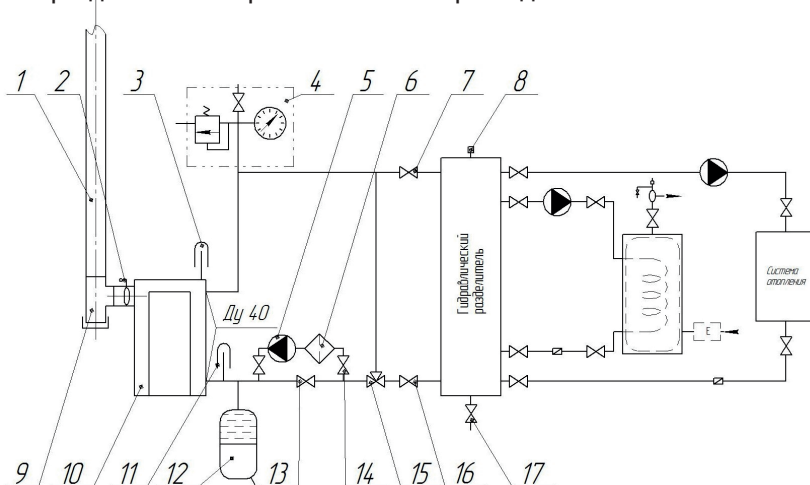 1 2 3 4 5 6 7 8
Гидравлический
разделитель
Система
отопления
E
Ду 40
9 10 11 12 13 14 15 16 17